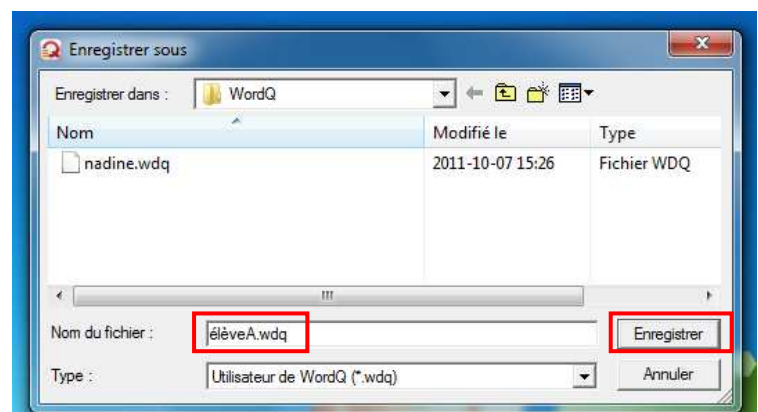 Enregistrer sous
Enregistrer dans : WordQ
Nom Modifié le Type
nadine.wdq 2011-10-07 15:26 Fichier WDQ
Nom du fichier : élèveA.wdq Enregistrer
Type : Utilisateur de WordQ (*.wdq) Annuler